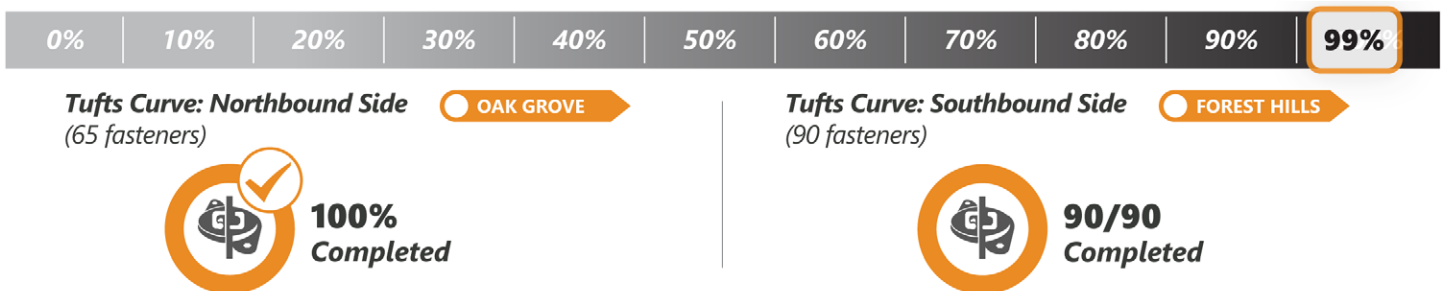 0% 10% 20% 30% 40% 50% 60% 70% 80% 90% 99%
Tufts Curve: Northbound Side OAK GROVE
(65 fasteners)
100%
Completed
Tufts Curve: Southbound Side FOREST HILLS
(90 fasteners)
90/90
Completed